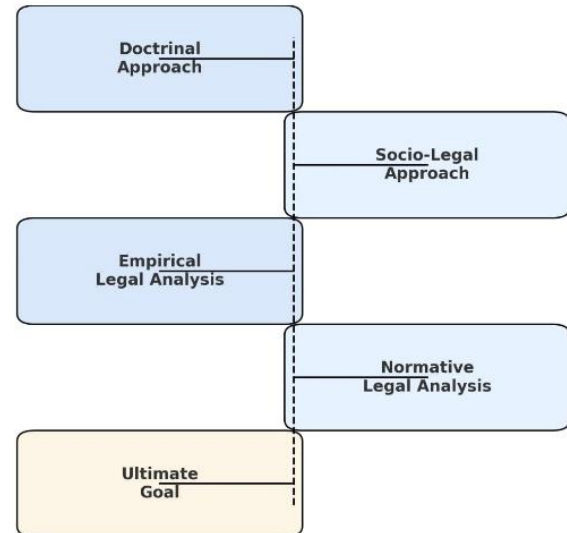 Doctrinal
Approach
Socio-Legal
Approach
Empirical
Legal Analysis
Normative
Legal Analysis
Ultimate
Goal